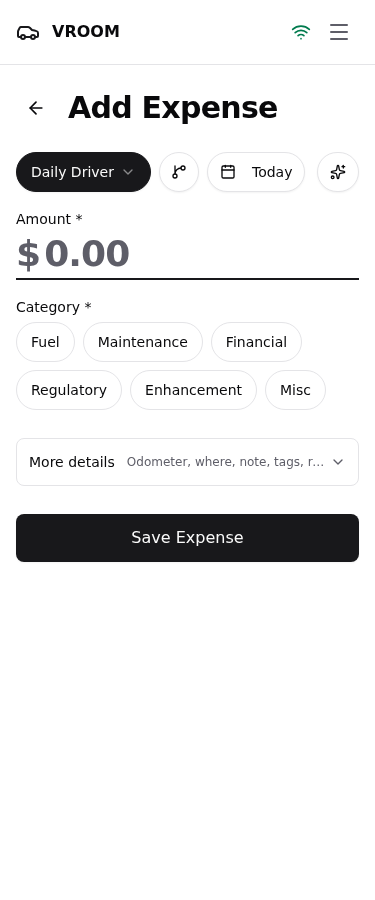 VROOM
Add Expense
Daily Driver
Today
Amount *
$ 0.00
Category *
Fuel
Maintenance
Financial
Regulatory
Enhancement
Misc
More details
Odometer, where, note, tags, r...
Save Expense